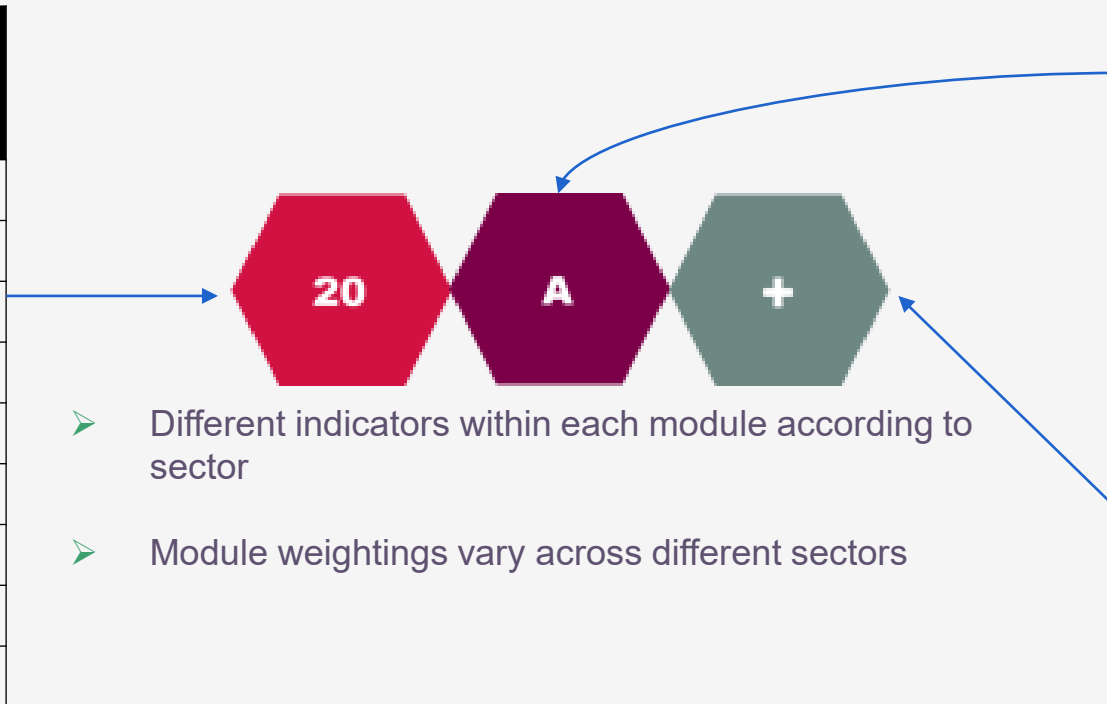 20 A +
Different indicators within each module according to
sector
Module weightings vary across different sectors